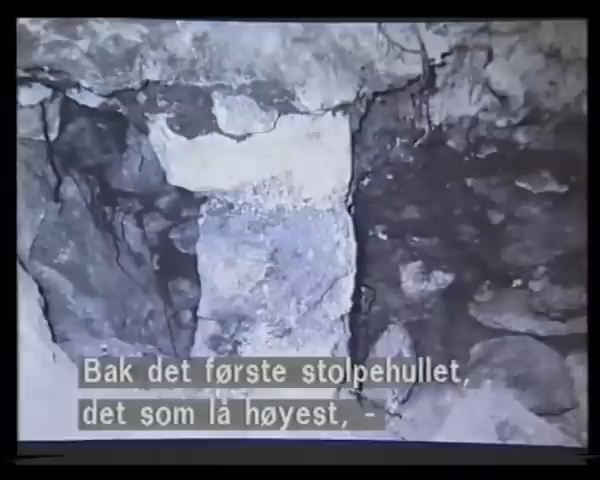 Bak det første stolpehullet,
det som lå høyest, -